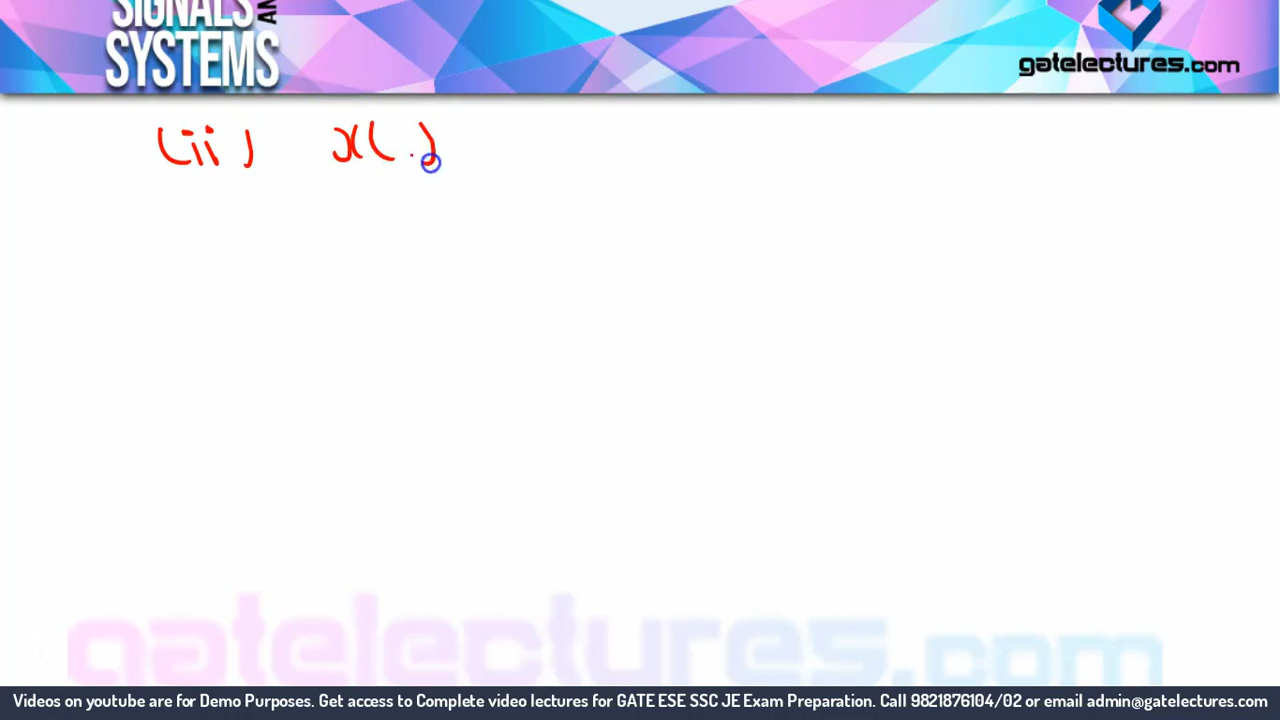 SIGNALS AND
SYSTEMS
gatelectures.com
(ii) x(.)
gatelectures.com
Videos on youtube are for Demo Purposes. Get access to Complete video lectures for GATE ESE SSC JE Exam Preparation. Call 9821876104/02 or email admin@gatelectures.com